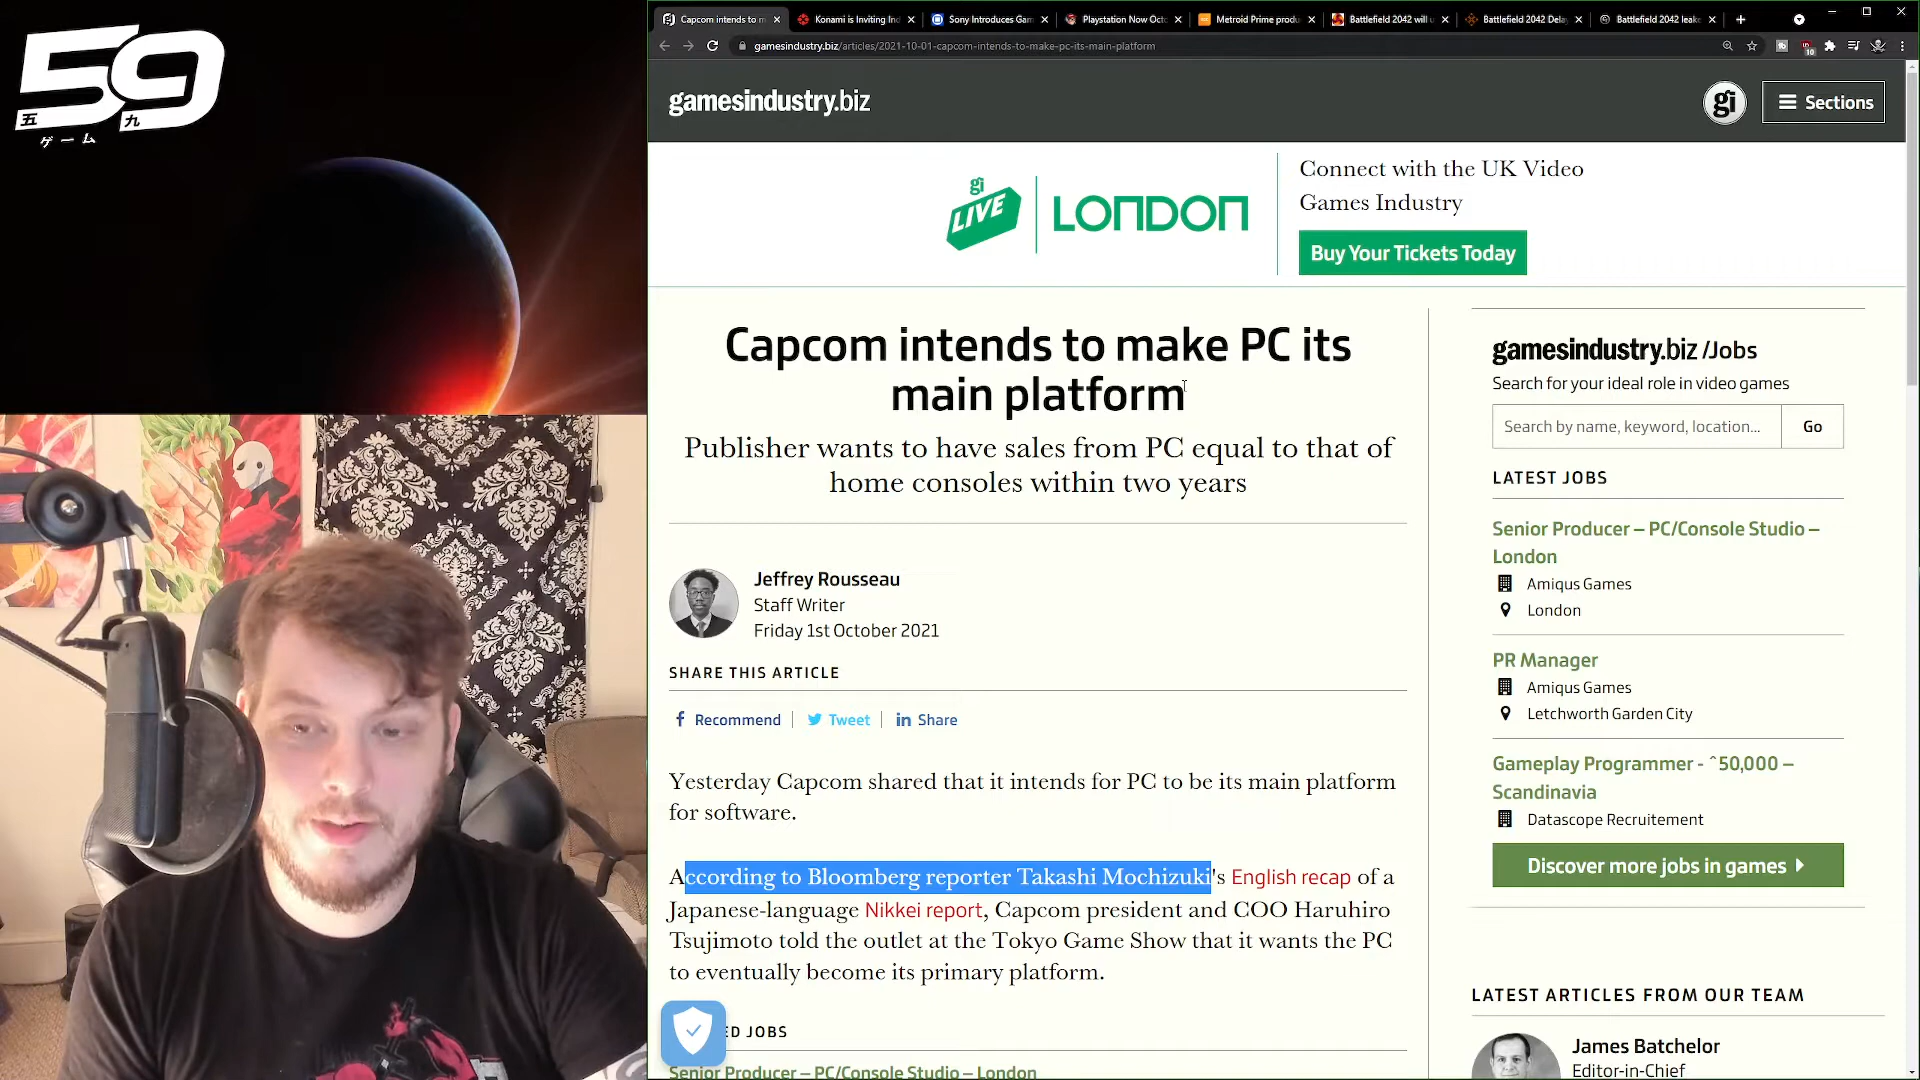 59
五 九
ゲーム
Capcom intends to m
Konami is Inviting Ind
Sony Introduces Gam
Playstation Now Octo
Metroid Prime produ
Battlefield 2042 will u
Battlefield 2042 Dela
Battlefield 2042 leake
gamesindustry.biz/articles/2021-10-01-capcom-intends-to-make-pc-its-main-platform
10
gamesindustry.biz
gi
Sections
gi
LIVE
LONDON
Connect with the UK Video
Games Industry
Buy Your Tickets Today
Capcom intends to make PC its
main platform
Publisher wants to have sales from PC equal to that of
home consoles within two years
Jeffrey Rousseau
Staff Writer
Friday 1st October 2021
SHARE THIS ARTICLE
Recommend
Tweet
Share
Yesterday Capcom shared that it intends for PC to be its main platform
for software.
According to Bloomberg reporter Takashi Mochizuki's English recap of a
Japanese-language Nikkei report, Capcom president and COO Haruhiro
Tsujimoto told the outlet at the Tokyo Game Show that it wants the PC
to eventually become its primary platform.
ED JOBS
Senior Producer – PC/Console Studio – London
gamesindustry.biz /Jobs
Search for your ideal role in video games
Search by name, keyword, location...
Go
LATEST JOBS
Senior Producer – PC/Console Studio –
London
Amiqus Games
London
PR Manager
Amiqus Games
Letchworth Garden City
Gameplay Programmer - ˆ50,000 –
Scandinavia
Datascope Recruitement
Discover more jobs in games
LATEST ARTICLES FROM OUR TEAM
James Batchelor
Editor-in-Chief